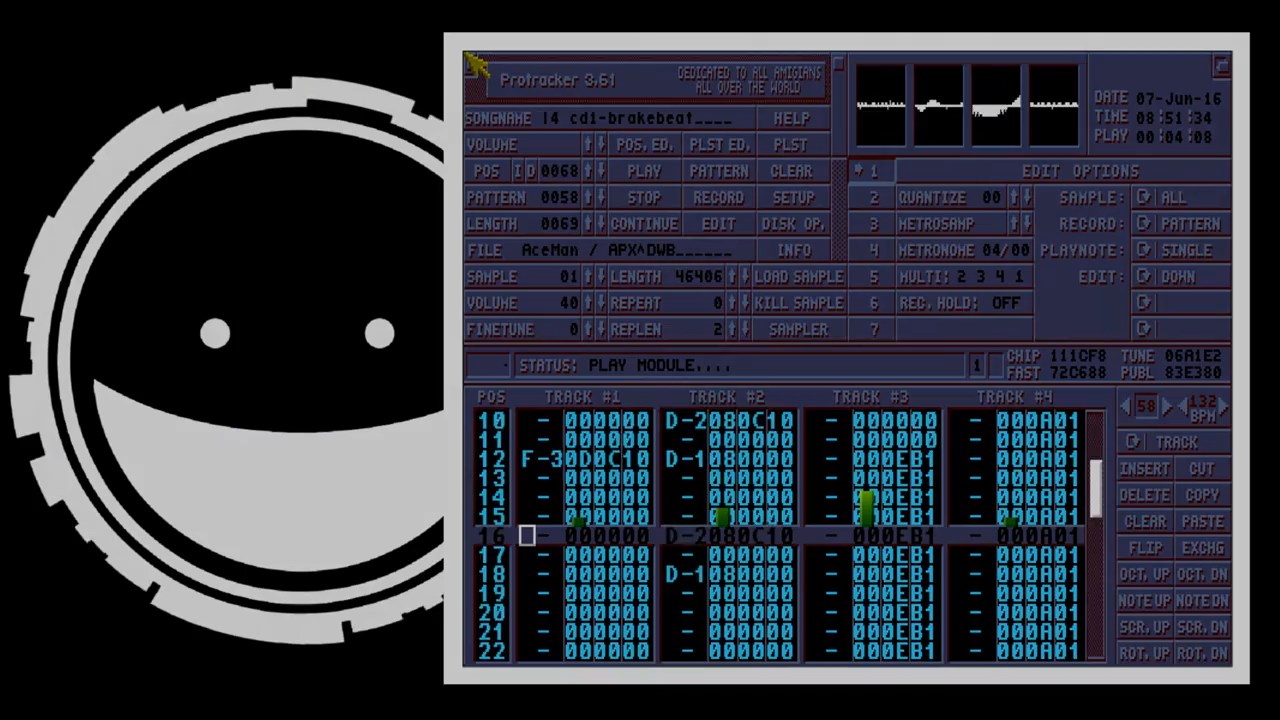 Protracker 3.61 DEDICATED TO ALL AMIGIANS
ALL OVER THE WORLD
DATE 07-Jun-16
TIME 08:51:34
PLAY 00:04:08
SONGNAME 14 cd1-brakebeat____ HELP
VOLUME POS. ED. PLST ED. PLST
POS I D 0068 PLAY PATTERN CLEAR 1 EDIT OPTIONS
PATTERN 0058 STOP RECORD SETUP 2 QUANTIZE 00 SAMPLE: ALL
LENGTH 0069 CONTINUE EDIT DISK OP. 3 METROSAMP RECORD: PATTERN
FILE AceMan / APX^DWB______ INFO 4 METRONOME 04/00 PLAYNOTE: SINGLE
SAMPLE 01 LENGTH 46406 LOAD SAMPLE 5 MULTI: 2 3 4 1 EDIT: DOWN
VOLUME 40 REPEAT 0 KILL SAMPLE 6 REC. HOLD: OFF
FINETUNE 0 REPLEN 2 SAMPLER 7
STATUS: PLAY MODULE.... 1 CHIP 111CF8 TUNE 06A1E2
FAST 72C688 PUBL 83E380
POS TRACK #1 TRACK #2 TRACK #3 TRACK #4
58 132 BPM
10 - 000000 D-2080C10 - 000000 - 000A01
11 - 000000 - 000000 - 000000 - 000A01
12 F-30D0C10 D-1080000 - 000EB1 - 000A01
13 - 000000 - 000000 - 000EB1 - 000A01
14 - 000000 - 000000 - 000EB1 - 000A01
15 - 000000 - 000000 - 000EB1 - 000A01
16 - 000000 D-2080C10 - 000EB1 - 000A01
17 - 000000 - 000000 - 000EB1 - 000A01
18 - 000000 D-1080000 - 000EB1 - 000A01
19 - 000000 - 000000 - 000EB1 - 000A01
20 - 000000 - 000000 - 000EB1 - 000A01
21 - 000000 - 000000 - 000EB1 - 000A01
22 - 000000 - 000000 - 000EB1 - 000A01
TRACK
INSERT CUT
DELETE COPY
CLEAR PASTE
FLIP EXCHG
OCT. UP OCT. DN
NOTE UP NOTE DN
SCR. UP SCR. DN
ROT. UP ROT. DN